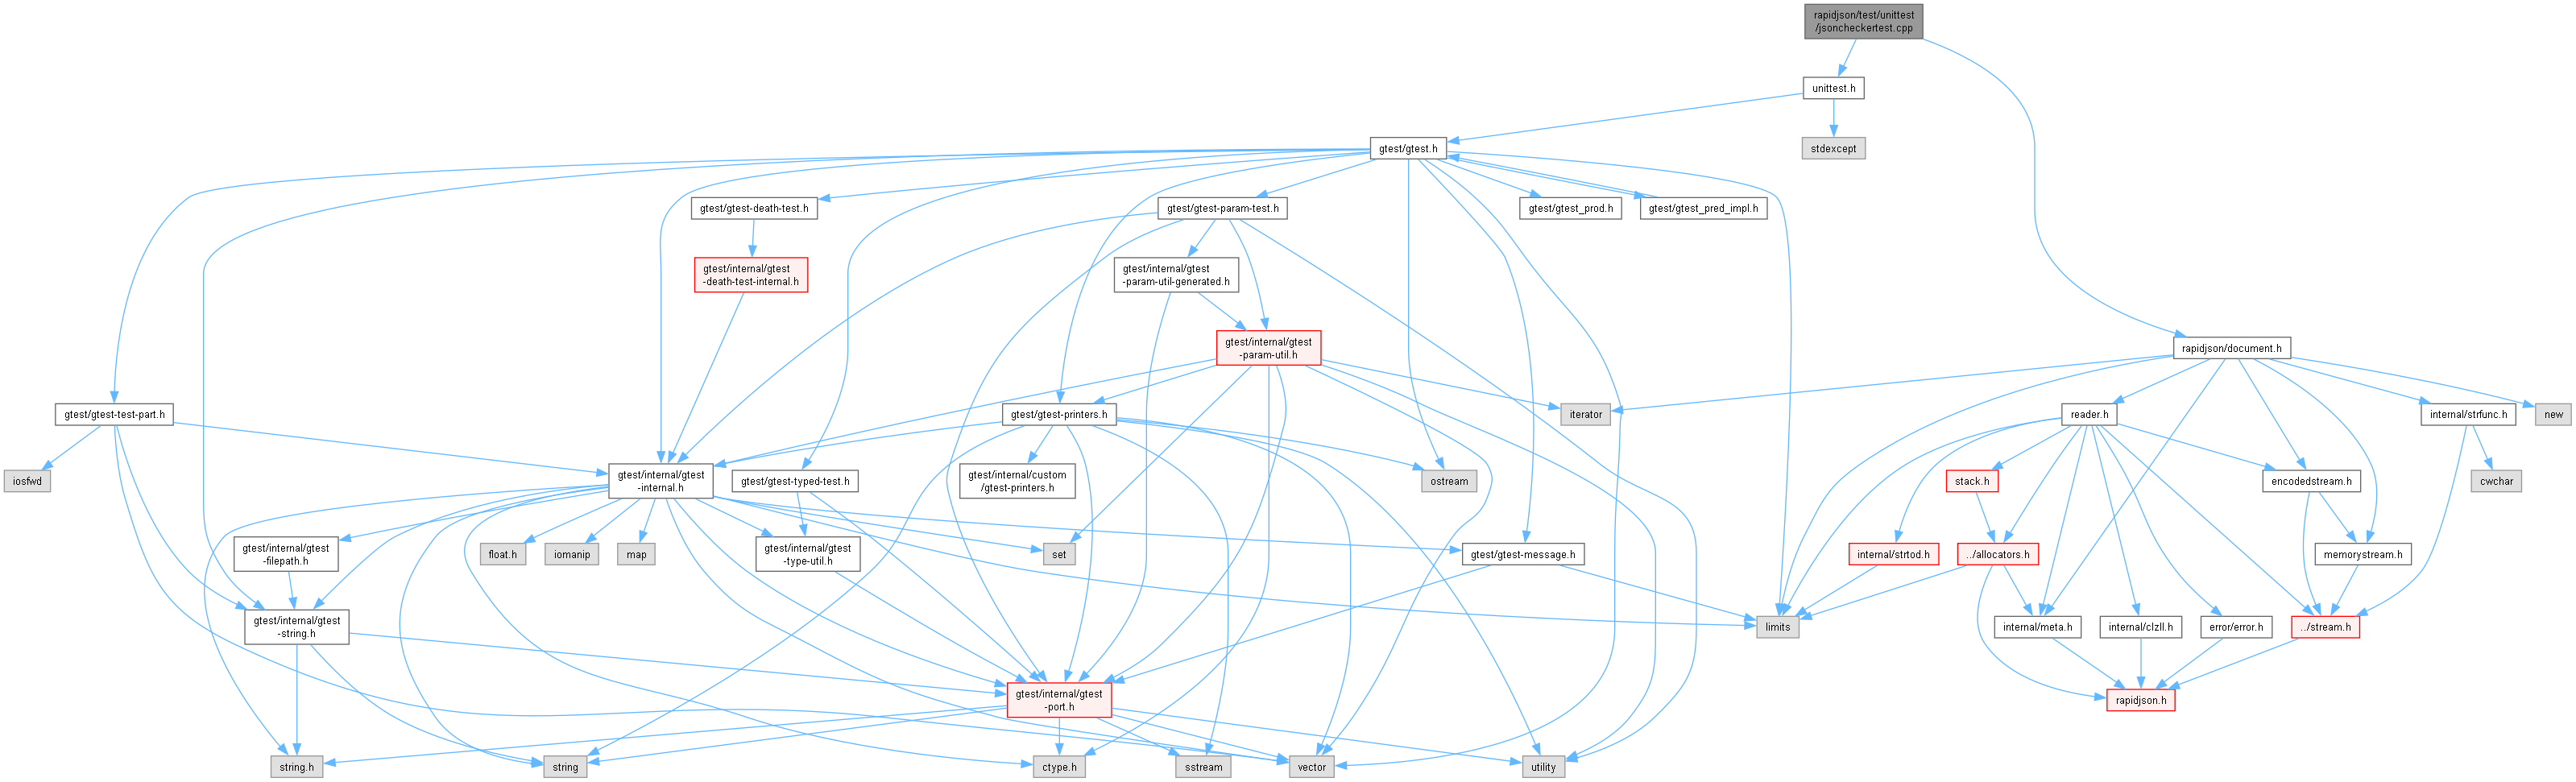 rapidjson/test/unittest
/jsoncheckertest.cpp
unittest.h
gtest/gtest.h
stdexcept
gtest/gtest-death-test.h
gtest/gtest-param-test.h
gtest/gtest_prod.h
gtest/gtest_pred_impl.h
gtest/internal/gtest
-death-test-internal.h
gtest/internal/gtest
-param-util-generated.h
gtest/internal/gtest
-param-util.h
rapidjson/document.h
gtest/gtest-test-part.h
gtest/gtest-printers.h
iterator
reader.h
internal/strfunc.h
new
iosfwd
gtest/internal/gtest
-internal.h
gtest/gtest-typed-test.h
gtest/internal/custom
/gtest-printers.h
ostream
stack.h
encodedstream.h
cwchar
gtest/internal/gtest
-filepath.h
float.h
iomanip
map
gtest/internal/gtest
-type-util.h
set
gtest/gtest-message.h
internal/strtod.h
../allocators.h
memorystream.h
gtest/internal/gtest
-string.h
limits
internal/meta.h
internal/clzll.h
error/error.h
../stream.h
gtest/internal/gtest
-port.h
rapidjson.h
string.h
string
ctype.h
sstream
vector
utility